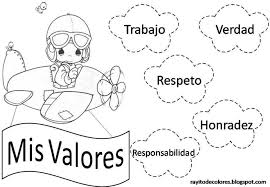 Trabajo
Verdad
Respeto
Honradez
Responsabilidad
Mis Valores
rayitodecolores.blogspot.com